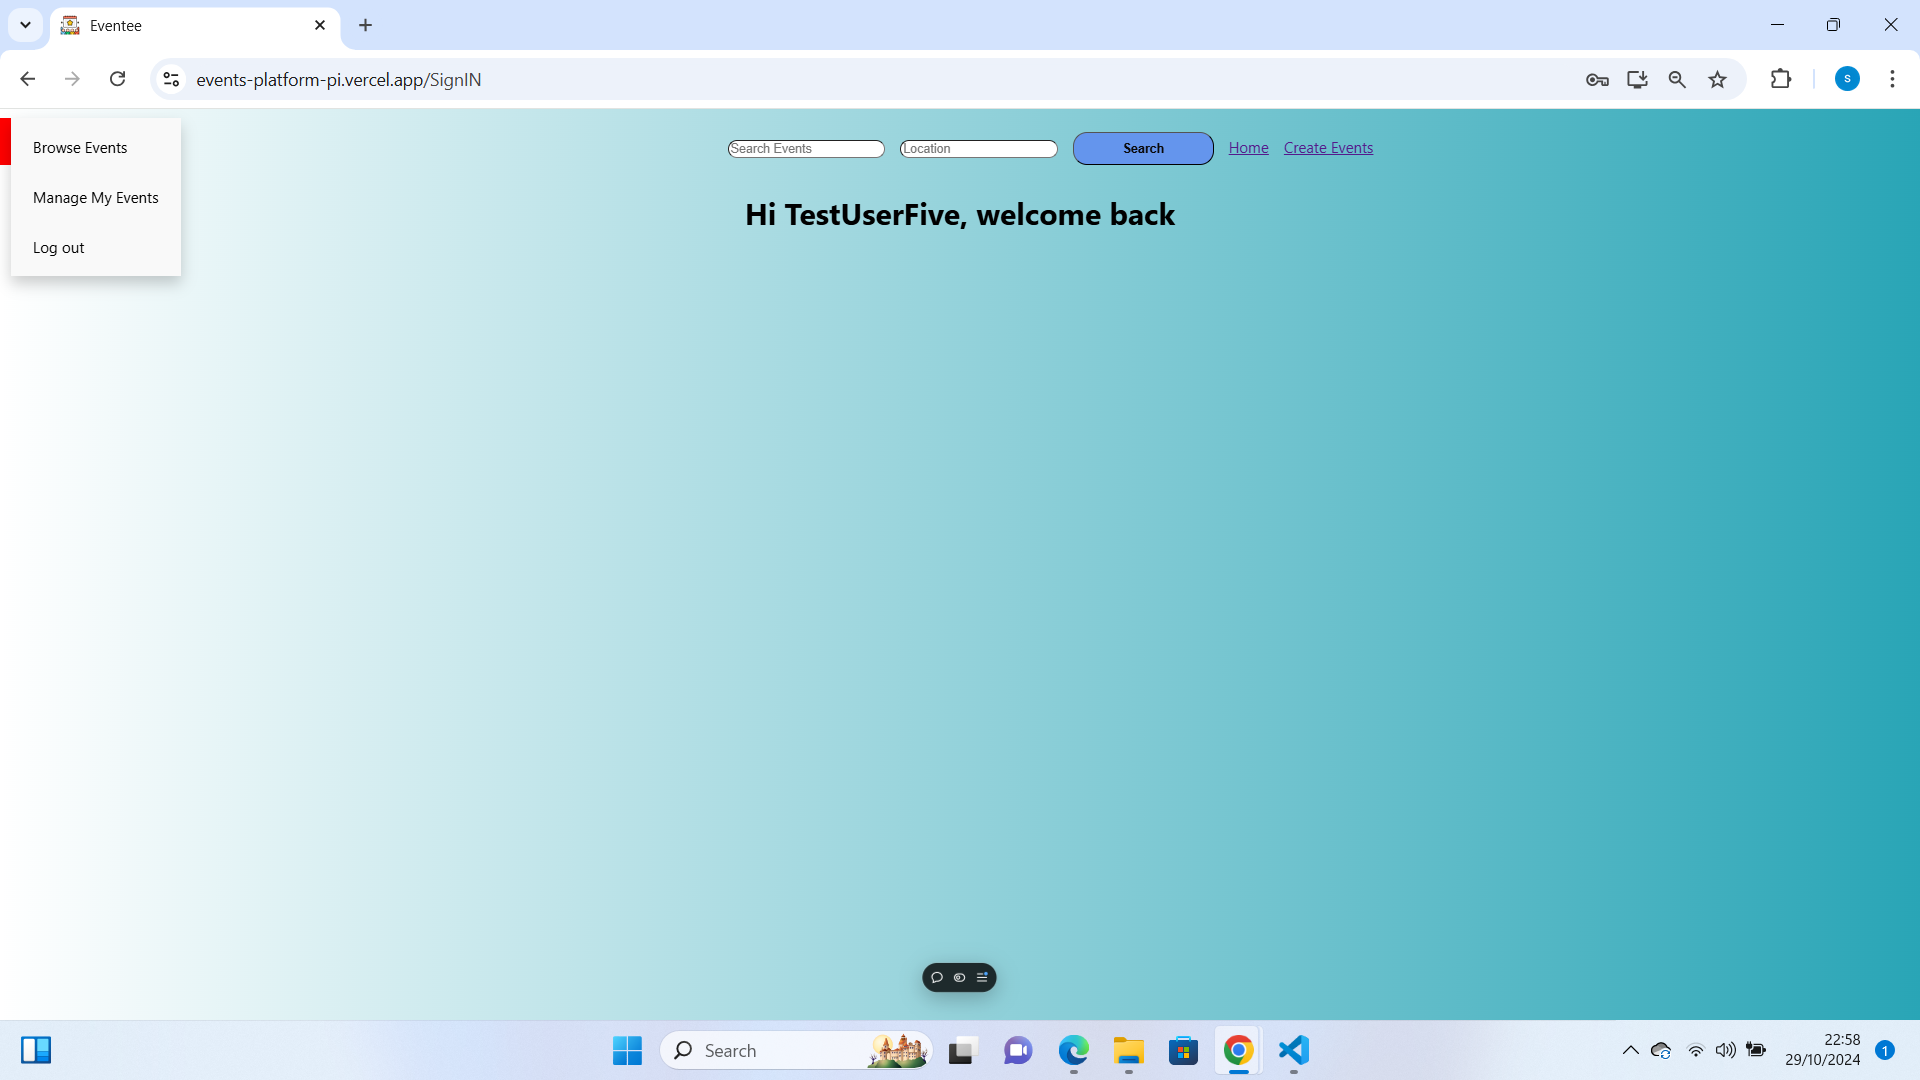 Eventee
events-platform-pi.vercel.app/SignIN
S
Browse Events
Search Events
Location
Search
Home
Create Events
Manage My Events
Hi TestUserFive, welcome back
Log out
Search
22:58
29/10/2024
1